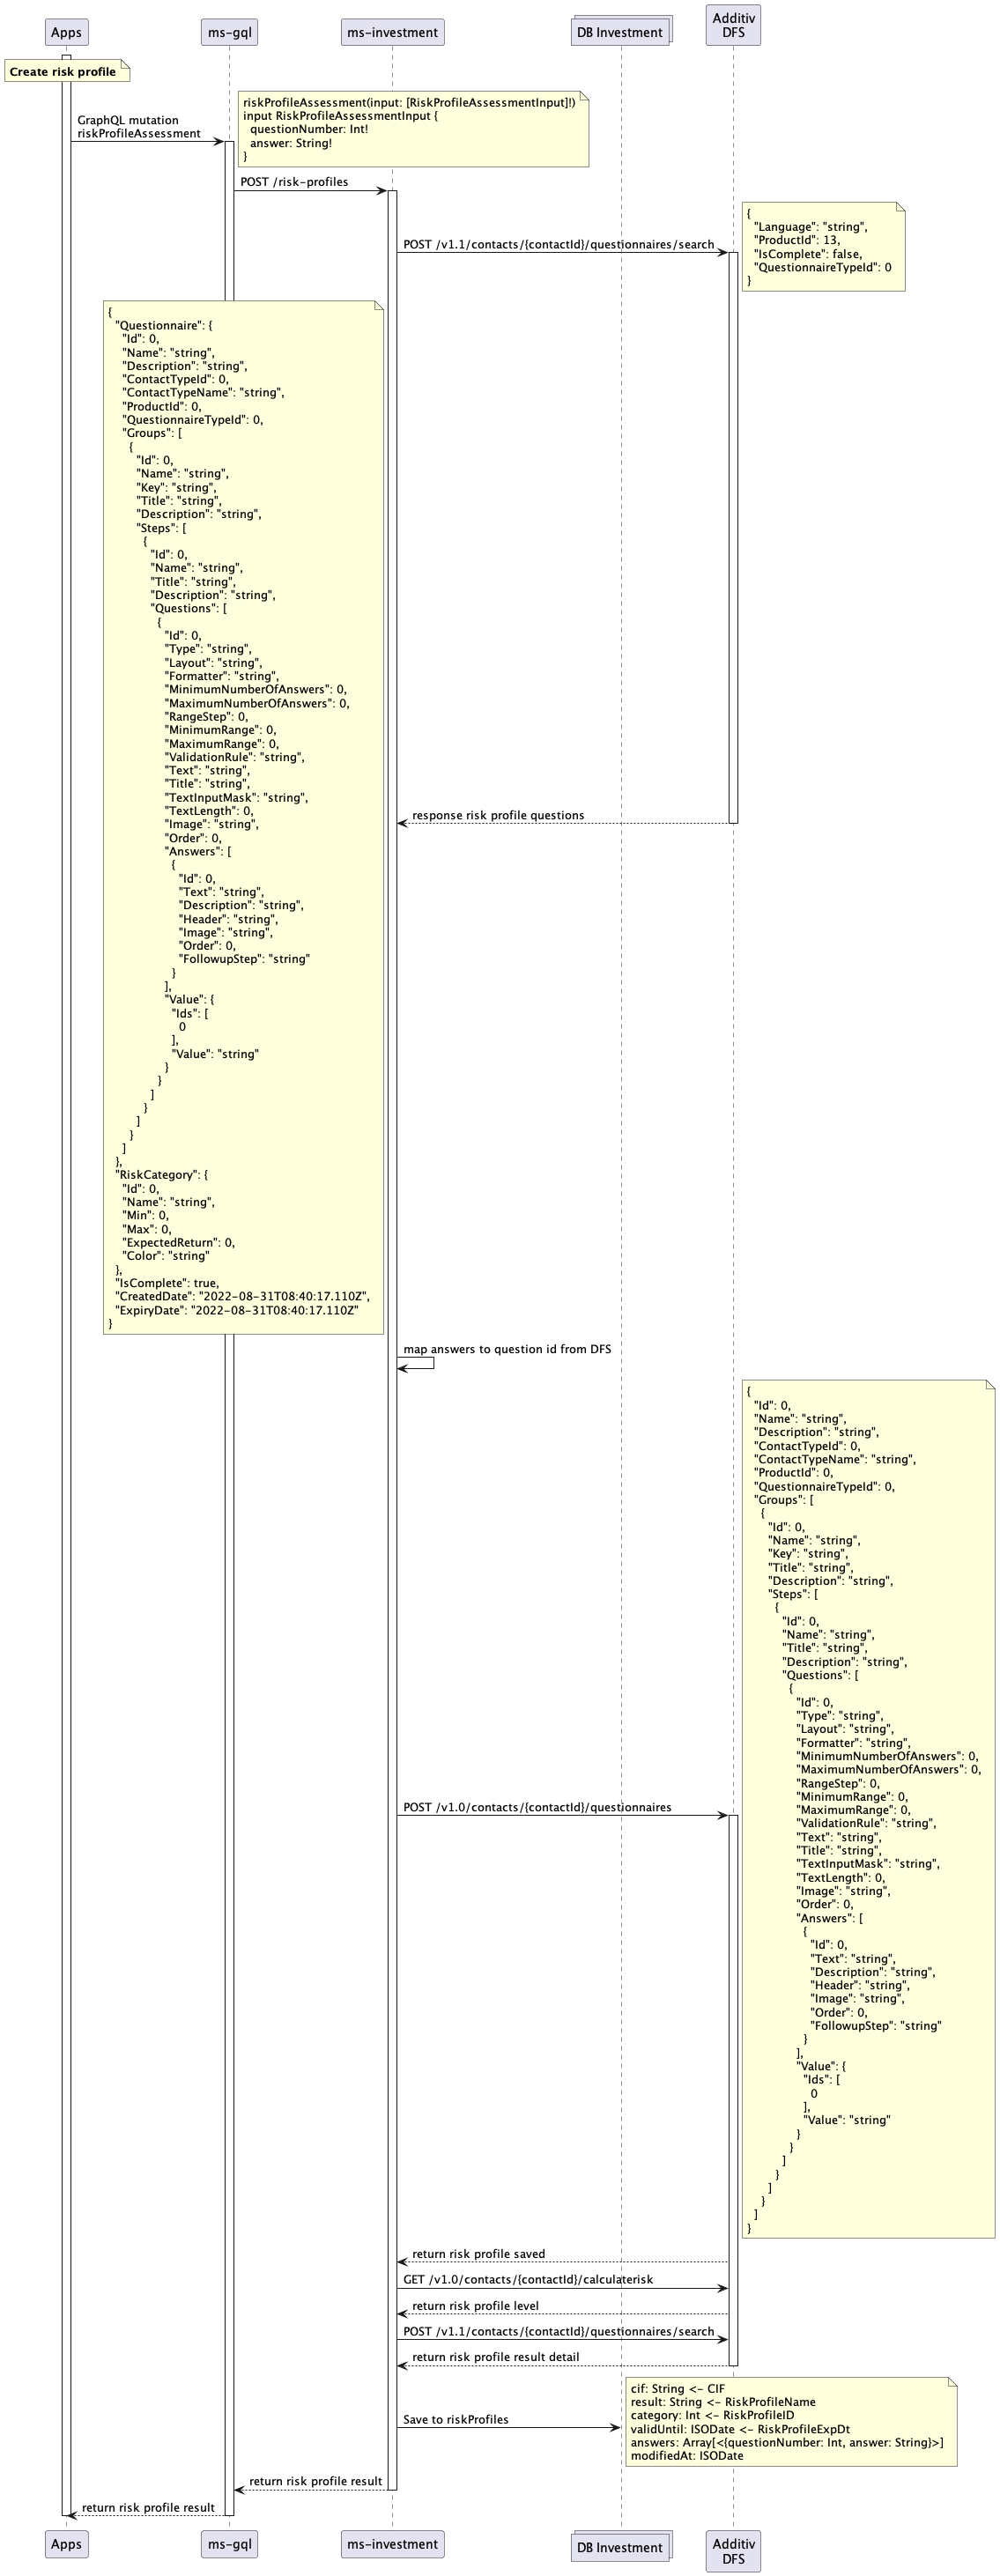 Apps
ms-gql
ms-investment
DB Investment
Additiv
DFS
Create risk profile
GraphQL mutation
riskProfileAssessment
riskProfileAssessment(input: [RiskProfileAssessmentInput]!)
input RiskProfileAssessmentInput {
questionNumber: Int!
answer: String!
}
POST /risk-profiles
POST /v1.1/contacts/{contactId}/questionnaires/search
{
"Language": "string",
"ProductId": 13,
"IsComplete": false,
"QuestionnaireTypeId": 0
}
{
"Questionnaire": {
"Id": 0,
"Name": "string",
"Description": "string",
"ContactTypeId": 0,
"ContactTypeName": "string",
"ProductId": 0,
"QuestionnaireTypeId": 0,
"Groups": [
{
"Id": 0,
"Name": "string",
"Key": "string",
"Title": "string",
"Description": "string",
"Steps": [
{
"Id": 0,
"Name": "string",
"Title": "string",
"Description": "string",
"Questions": [
{
"Id": 0,
"Type": "string",
"Layout": "string",
"Formatter": "string",
"MinimumNumberOfAnswers": 0,
"MaximumNumberOfAnswers": 0,
"RangeStep": 0,
"MinimumRange": 0,
"MaximumRange": 0,
"ValidationRule": "string",
"Text": "string",
"Title": "string",
"TextInputMask": "string",
"TextLength": 0,
"Image": "string",
"Order": 0,
"Answers": [
{
"Id": 0,
"Text": "string",
"Description": "string",
"Header": "string",
"Image": "string",
"Order": 0,
"FollowupStep": "string"
}
],
"Value": {
"Ids": [
0
],
"Value": "string"
}
}
]
}
]
}
]
},
"RiskCategory": {
"Id": 0,
"Name": "string",
"Min": 0,
"Max": 0,
"ExpectedReturn": 0,
"Color": "string"
},
"IsComplete": true,
"CreatedDate": "2022-08-31T08:40:17.110Z",
"ExpiryDate": "2022-08-31T08:40:17.110Z"
}
response risk profile questions
map answers to question id from DFS
POST /v1.0/contacts/{contactId}/questionnaires
{
"Id": 0,
"Name": "string",
"Description": "string",
"ContactTypeId": 0,
"ContactTypeName": "string",
"ProductId": 0,
"QuestionnaireTypeId": 0,
"Groups": [
{
"Id": 0,
"Name": "string",
"Key": "string",
"Title": "string",
"Description": "string",
"Steps": [
{
"Id": 0,
"Name": "string",
"Title": "string",
"Description": "string",
"Questions": [
{
"Id": 0,
"Type": "string",
"Layout": "string",
"Formatter": "string",
"MinimumNumberOfAnswers": 0,
"MaximumNumberOfAnswers": 0,
"RangeStep": 0,
"MinimumRange": 0,
"MaximumRange": 0,
"ValidationRule": "string",
"Text": "string",
"Title": "string",
"TextInputMask": "string",
"TextLength": 0,
"Image": "string",
"Order": 0,
"Answers": [
{
"Id": 0,
"Text": "string",
"Description": "string",
"Header": "string",
"Image": "string",
"Order": 0,
"FollowupStep": "string"
}
],
"Value": {
"Ids": [
0
],
"Value": "string"
}
}
]
}
]
}
]
}
return risk profile saved
GET /v1.0/contacts/{contactId}/calculaterisk
return risk profile level
POST /v1.1/contacts/{contactId}/questionnaires/search
return risk profile result detail
Save to riskProfiles
cif: String <- CIF
result: String <- RiskProfileName
category: Int <- RiskProfileID
validUntil: ISODate <- RiskProfileExpDt
answers: Array[<{questionNumber: Int, answer: String}>]
modifiedAt: ISODate
return risk profile result
return risk profile result
Apps
ms-gql
ms-investment
DB Investment
Additiv
DFS